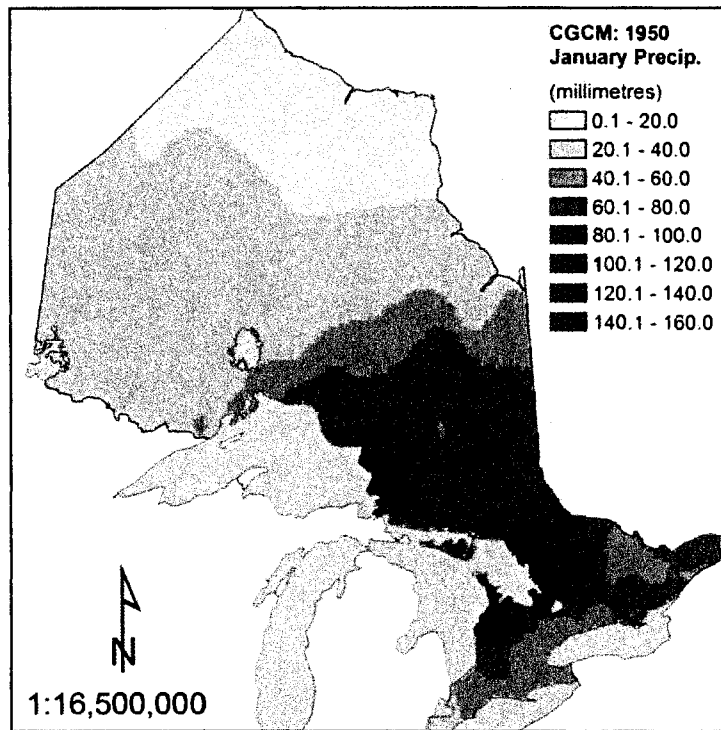 CGCM: 1950
January Precip.
(millimetres)
0.1 - 20.0
20.1 - 40.0
40.1 - 60.0
60.1 - 80.0
80.1 - 100.0
100.1 - 120.0
120.1 - 140.0
140.1 - 160.0
N
1:16,500,000